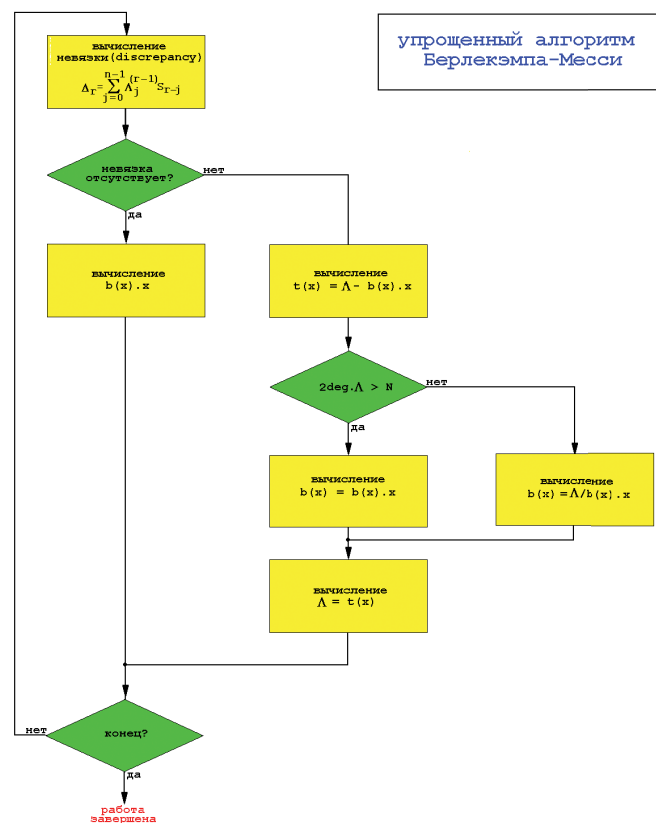 упрощенный алгоритм
Берлекэмпа-Месси
вычисление
невязки(discrepancy)
Δr = n-1 ∑ j=0 Λj(r-1) Sr-j
невязка
отсутствует?
нет
да
вычисление
b(x).x
вычисление
t(x) = Λ- b(x).x
2deg.Λ > N
нет
да
вычисление
b(x) = b(x).x
вычисление
b(x) = Λ/b(x).x
вычисление
Λ = t(x)
конец?
нет
да
работа
завершена